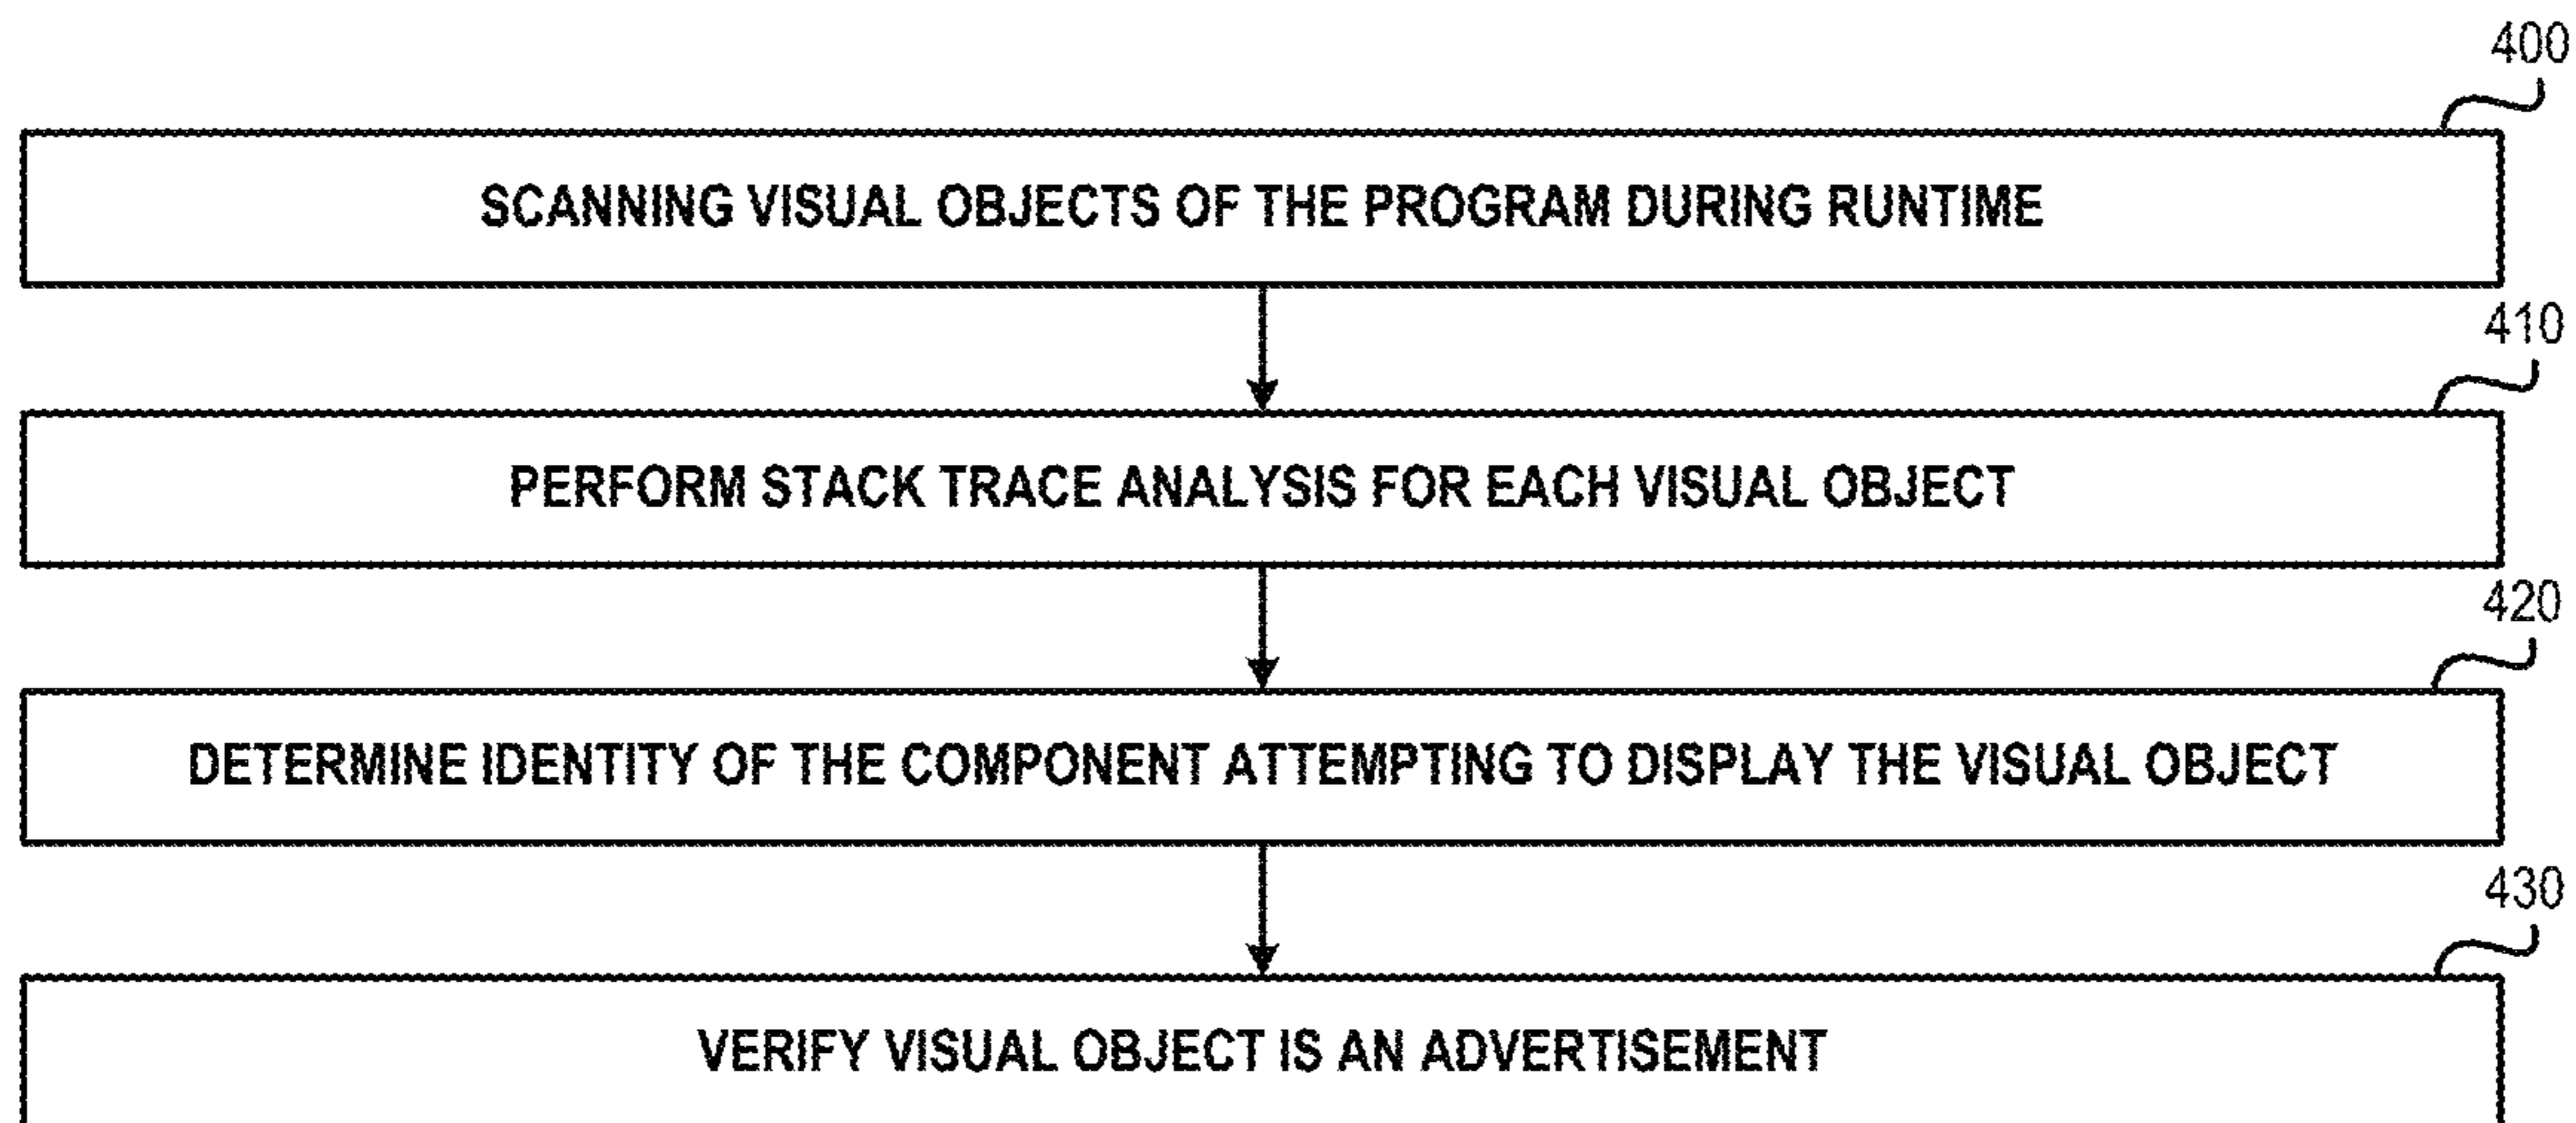 400
SCANNING VISUAL OBJECTS OF THE PROGRAM DURING RUNTIME
410
PERFORM STACK TRACE ANALYSIS FOR EACH VISUAL OBJECT
420
DETERMINE IDENTITY OF THE COMPONENT ATTEMPTING TO DISPLAY THE VISUAL OBJECT
430
VERIFY VISUAL OBJECT IS AN ADVERTISEMENT